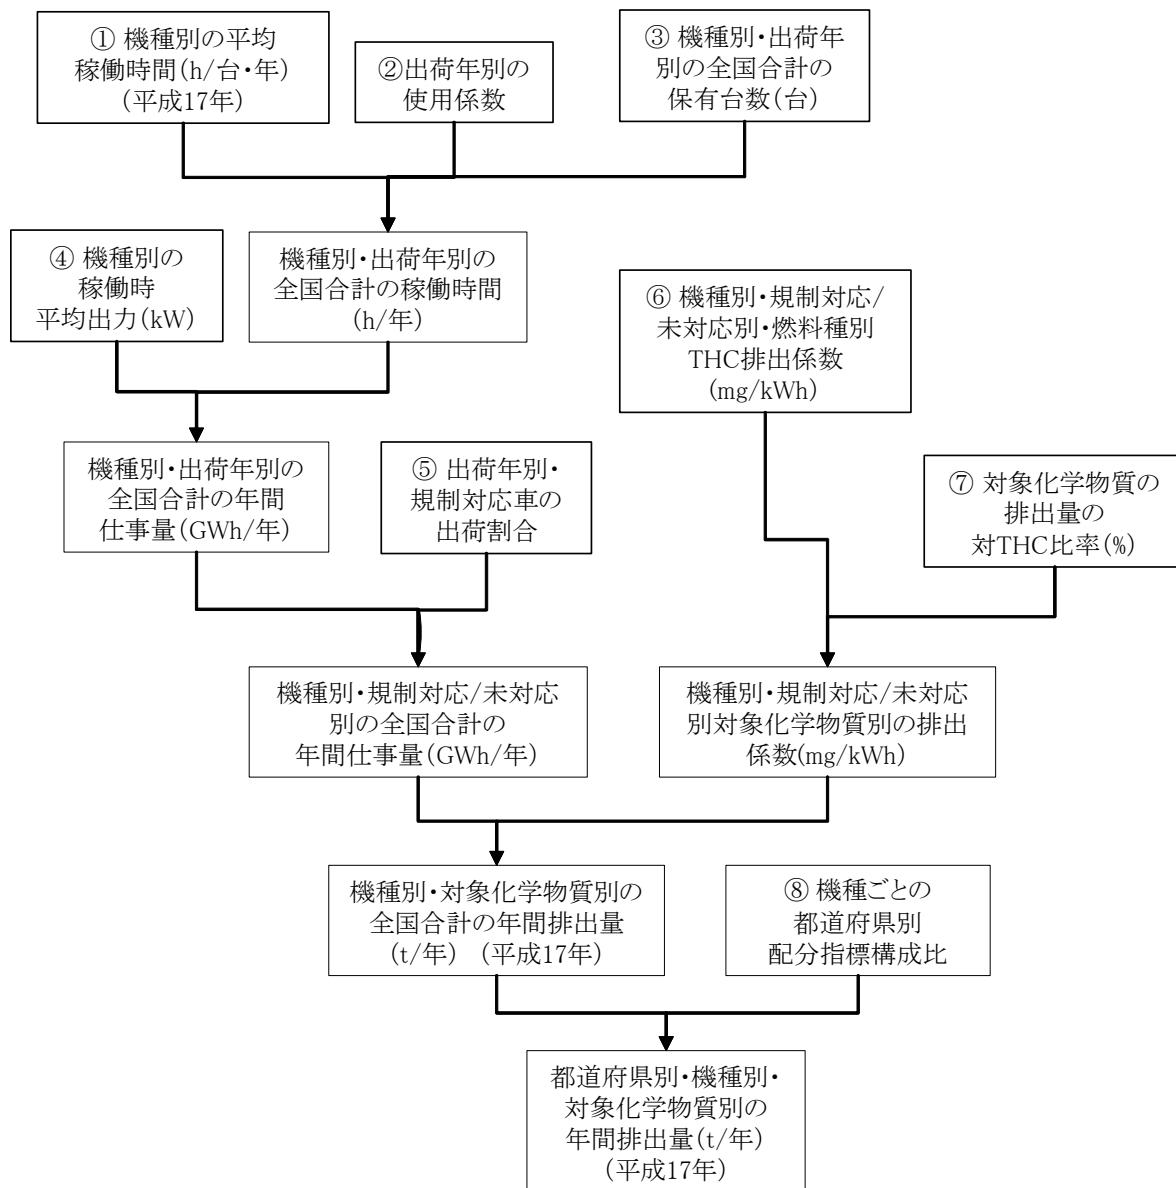 ① 機種別の平均
稼働時間(h/台・年)
(平成17年)
②出荷年別の
使用係数
③ 機種別・出荷年
別の全国合計の
保有台数(台)
④ 機種別の
稼働時
平均出力(kW)
機種別・出荷年別の
全国合計の稼働時間
(h/年)
⑥ 機種別・規制対応/
未対応別・燃料種別
THC排出係数
(mg/kWh)
機種別・出荷年別の
全国合計の年間
仕事量(GWh/年)
⑤ 出荷年別・
規制対応車の
出荷割合
⑦ 対象化学物質の
排出量の
対THC比率(%)
機種別・規制対応/未対応
別の全国合計の
年間仕事量(GWh/年)
機種別・規制対応/未対応
別対象化学物質別の排出
係数(mg/kWh)
機種別・対象化学物質別の
全国合計の年間排出量
(t/年) (平成17年)
⑧ 機種ごとの
都道府県別
配分指標構成比
都道府県別・機種別・
対象化学物質別の
年間排出量(t/年)
(平成17年)